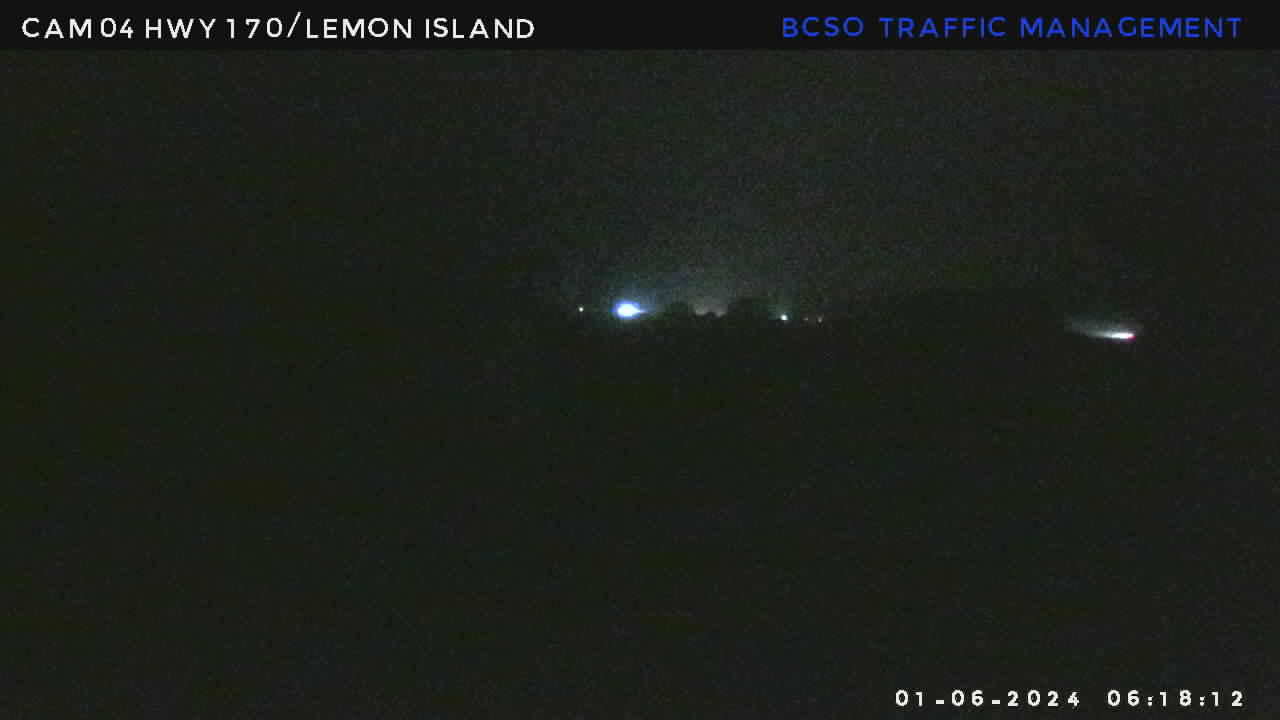 CAM04 HWY 170/LEMON ISLAND
BCSO TRAFFIC MANAGEMENT
01-06-2024 06:18:12